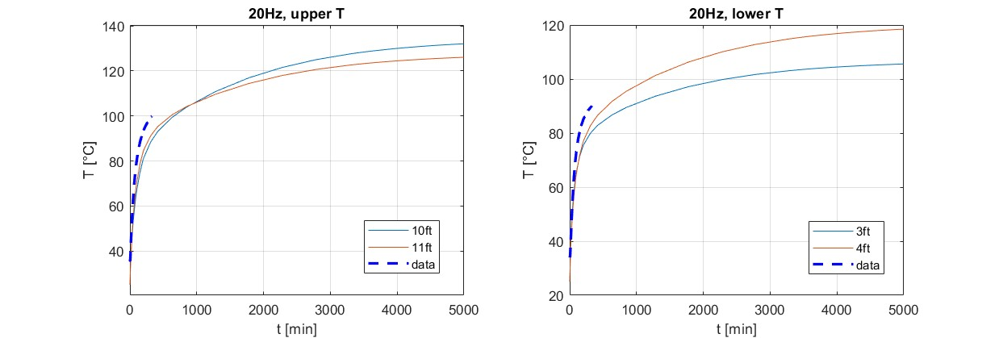 20Hz, upper T
140
120
100
80
60
40
T [°C]
0
1000
2000
3000
4000
5000
t [min]
10ft
11ft
data
20Hz, lower T
120
100
80
60
40
20
T [°C]
0
1000
2000
3000
4000
5000
t [min]
3ft
4ft
data